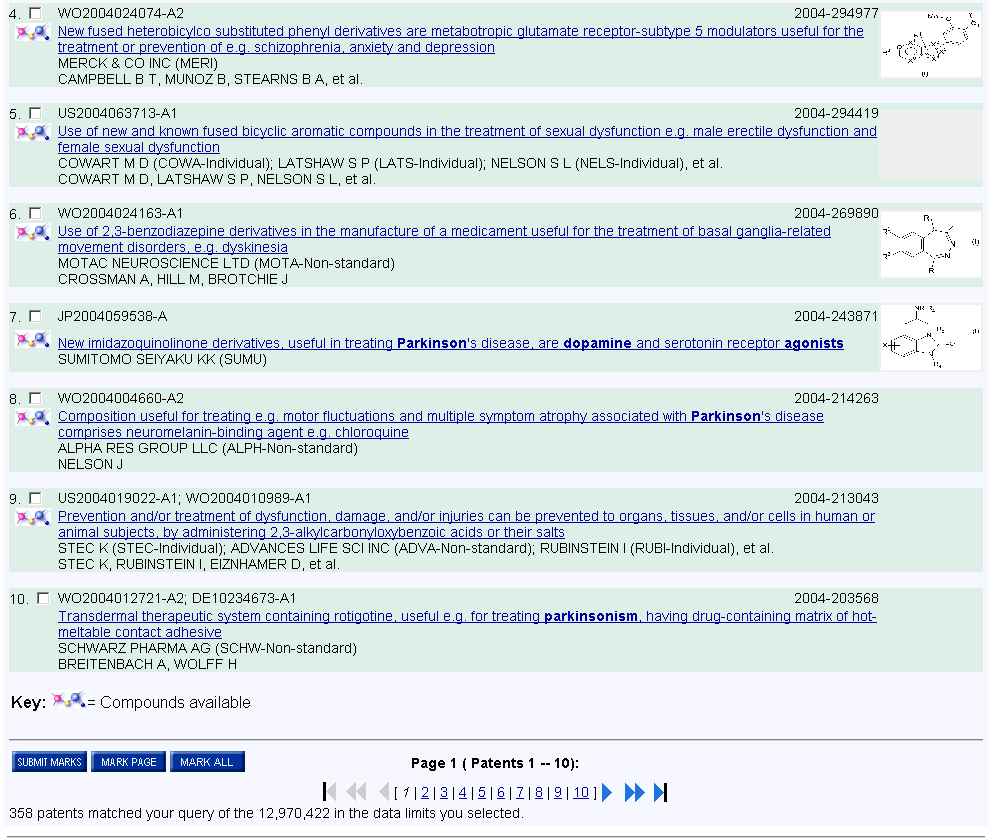 4. WO2004024074-A2 2004-294977
New fused heterobicylco substituted phenyl derivatives are metabotropic glutamate receptor-subtype 5 modulators useful for the
treatment or prevention of e.g. schizophrenia, anxiety and depression
MERCK & CO INC (MERI)
CAMPBELL B T, MUNOZ B, STEARNS B A, et al.
(I)
5. US2004063713-A1 2004-294419
Use of new and known fused bicyclic aromatic compounds in the treatment of sexual dysfunction e.g. male erectile dysfunction and
female sexual dysfunction
COWART M D (COWA-Individual); LATSHAW S P (LATS-Individual); NELSON S L (NELS-Individual), et al.
COWART M D, LATSHAW S P, NELSON S L, et al.
6. WO2004024163-A1 2004-269890
Use of 2,3-benzodiazepine derivatives in the manufacture of a medicament useful for the treatment of basal ganglia-related
movement disorders, e.g. dyskinesia
MOTAC NEUROSCIENCE LTD (MOTA-Non-standard)
CROSSMAN A, HILL M, BROTCHIE J
(I)
7. JP2004059538-A 2004-243871
New imidazoquinolinone derivatives, useful in treating Parkinson's disease, are dopamine and serotonin receptor agonists
SUMITOMO SEIYAKU KK (SUMU)
8. WO2004004660-A2 2004-214263
Composition useful for treating e.g. motor fluctuations and multiple symptom atrophy associated with Parkinson's disease
comprises neuromelanin-binding agent e.g. chloroquine
ALPHA RES GROUP LLC (ALPH-Non-standard)
NELSON J
9. US2004019022-A1; WO2004010989-A1 2004-213043
Prevention and/or treatment of dysfunction, damage, and/or injuries can be prevented to organs, tissues, and/or cells in human or
animal subjects, by administering 2,3-alkylcarbonyloxybenzoic acids or their salts
STEC K (STEC-Individual); ADVANCES LIFE SCI INC (ADVA-Non-standard); RUBINSTEIN I (RUBI-Individual), et al.
STEC K, RUBINSTEIN I, EIZNHAMER D, et al.
10. WO2004012721-A2; DE10234673-A1 2004-203568
Transdermal therapeutic system containing rotigotine, useful e.g. for treating parkinsonism, having drug-containing matrix of hot-
meltable contact adhesive
SCHWARZ PHARMA AG (SCHW-Non-standard)
BREITENBACH A, WOLFF H
Key: = Compounds available
SUBMIT MARKS MARK PAGE MARK ALL Page 1 ( Patents 1 -- 10):
[ 1 | 2 | 3 | 4 | 5 | 6 | 7 | 8 | 9 | 10 ]
358 patents matched your query of the 12,970,422 in the data limits you selected.